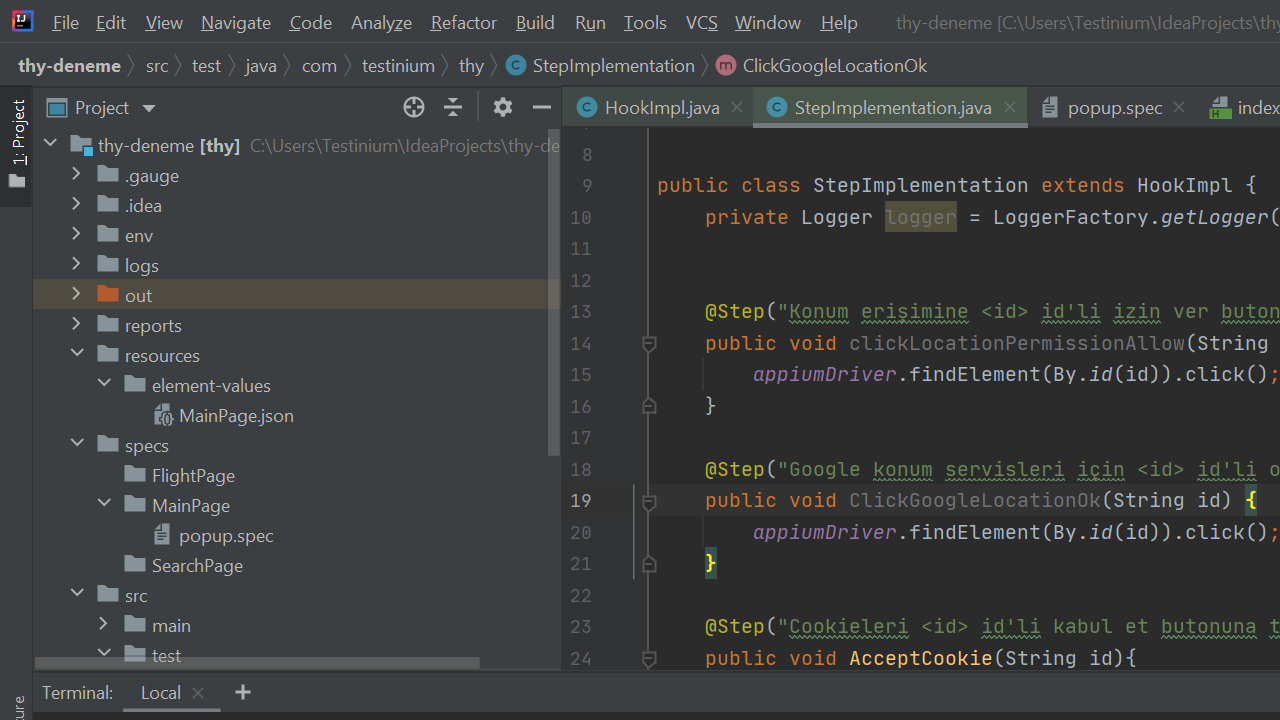 File Edit View Navigate Code Analyze Refactor Build Run Tools VCS Window Help thy-deneme [C:\Users\Testinium\IdeaProjects\thy
thy-deneme src test java com testinium thy StepImplementation ClickGoogleLocationOk
1: Project
Project
HookImpl.java StepImplementation.java popup.spec index
thy-deneme [thy] C:\Users\Testinium\IdeaProjects\thy-de
.gauge
.idea
env
logs
out
reports
resources
element-values
MainPage.json
specs
FlightPage
MainPage
popup.spec
SearchPage
src
main
test
8
9 public class StepImplementation extends HookImpl {
10 private Logger logger = LoggerFactory.getLogger(
11
12
13 @Step("Konum erişimine <id> id'li izin ver buton
14 public void clickLocationPermissionAllow(String
15 appiumDriver.findElement(By.id(id)).click();
16 }
17
18 @Step("Google konum servisleri için <id> id'li o
19 public void ClickGoogleLocationOk(String id) {
20 appiumDriver.findElement(By.id(id)).click();
21 }
22
23 @Step("Cookieleri <id> id'li kabul et butonuna t
24 public void AcceptCookie(String id){
Terminal: Local +